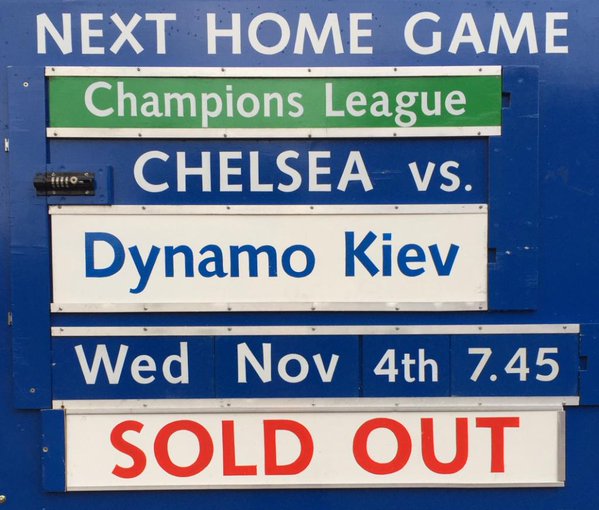 NEXT HOME GAME
Champions League
CHELSEA vs.
Dynamo Kiev
Wed Nov 4th 7.45
SOLD OUT